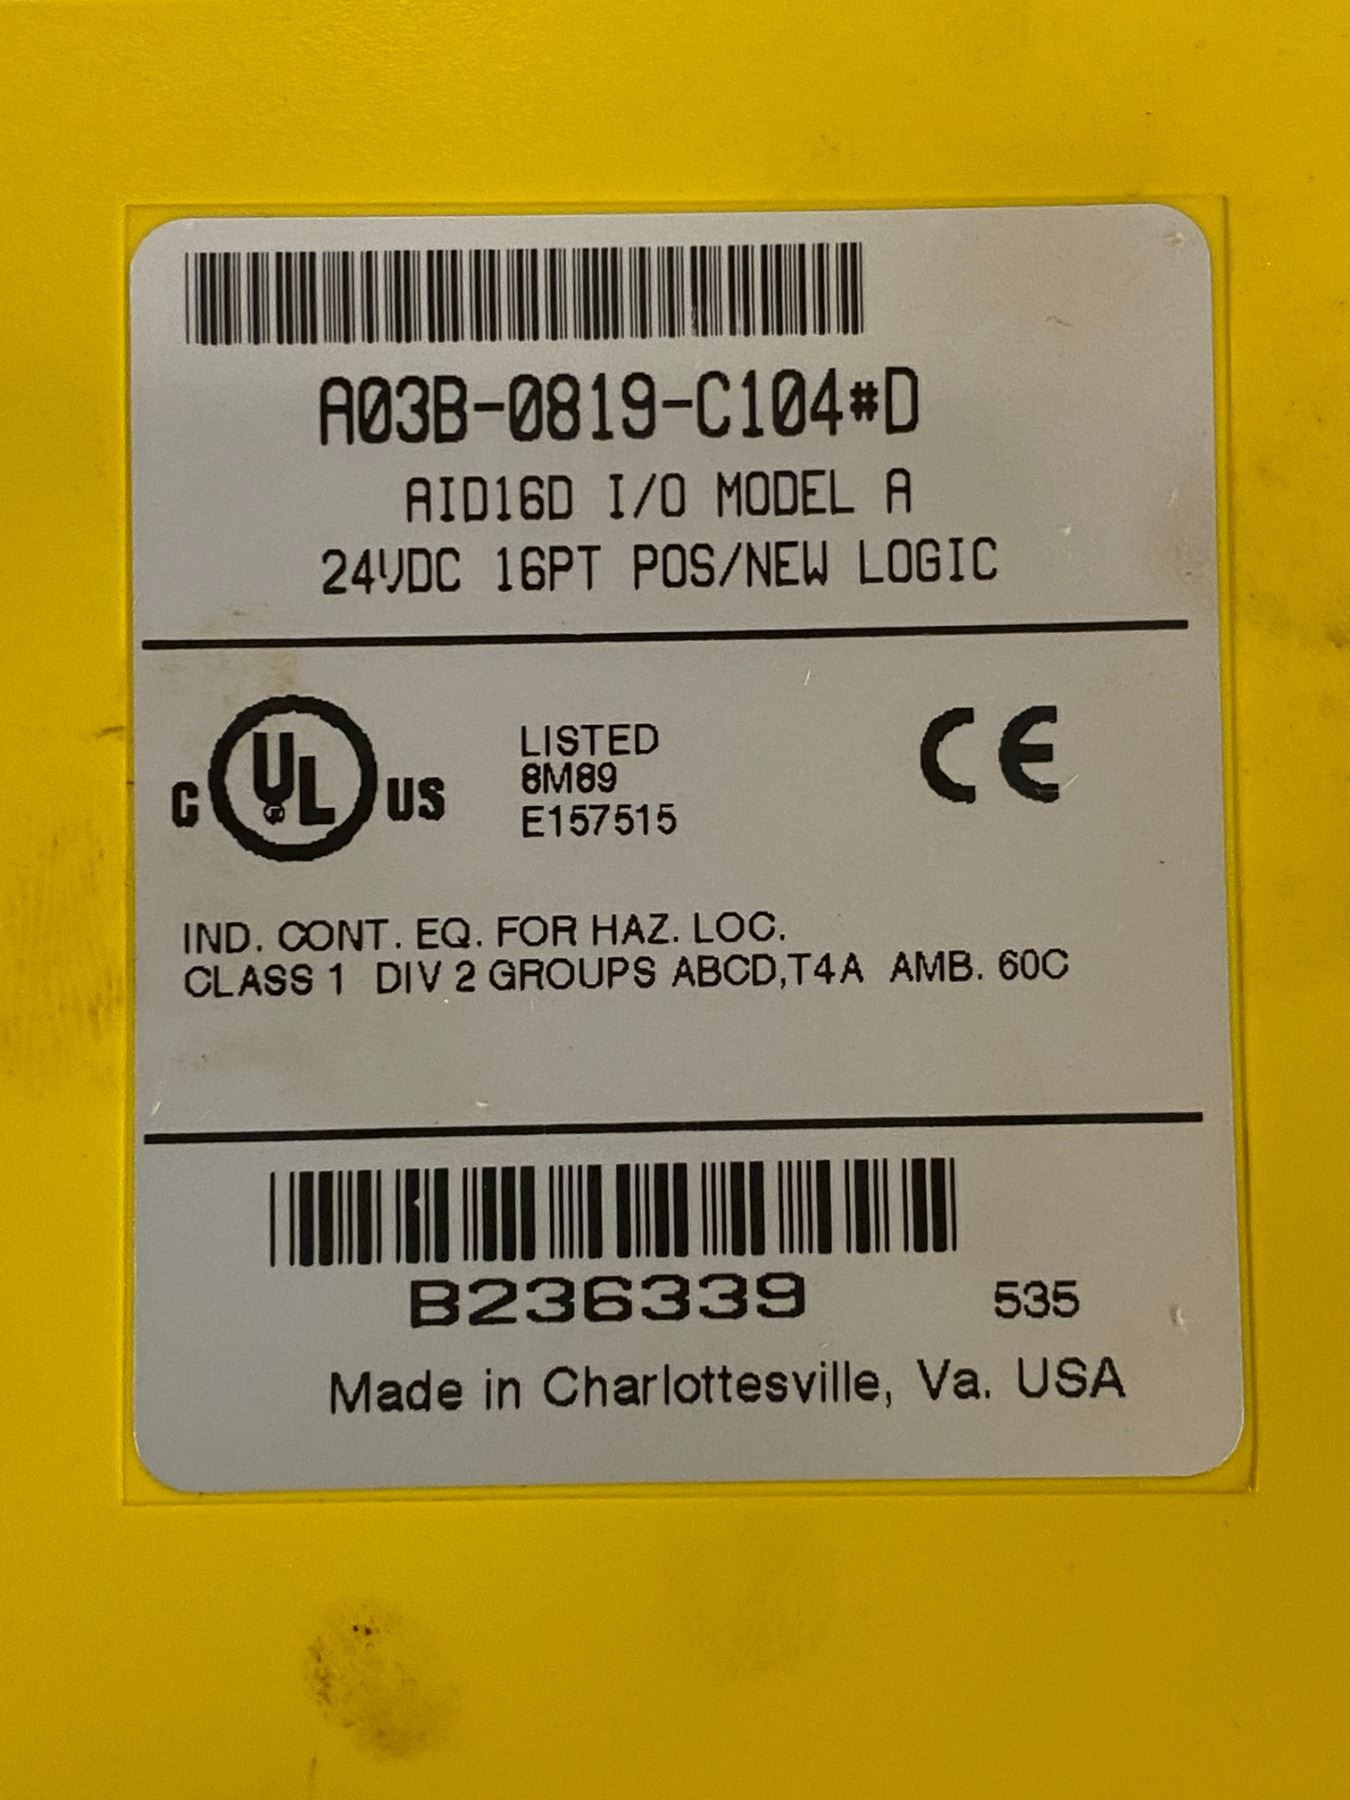 A03B-0819-C104#D
AID16D I/O MODEL A
24VDC 16PT POS/NEW LOGIC
C UL US
LISTED
8M89
E157515
CE
IND. CONT. EQ. FOR HAZ. LOC.
CLASS 1 DIV 2 GROUPS ABCD,T4A AMB. 60C
B236339 535
Made in Charlottesville, Va. USA